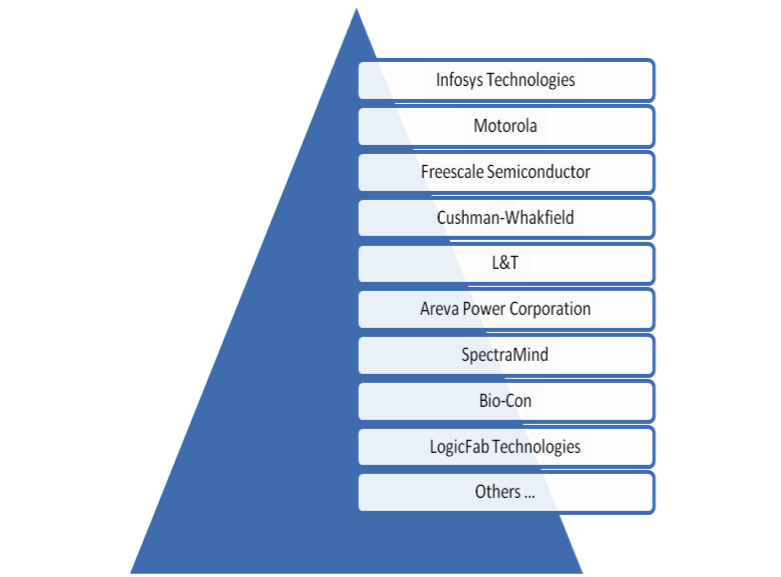 Infosys Technologies
Motorola
Freescale Semiconductor
Cushman-Whakfield
L&T
Areva Power Corporation
SpectraMind
Bio-Con
LogicFab Technologies
Others ...